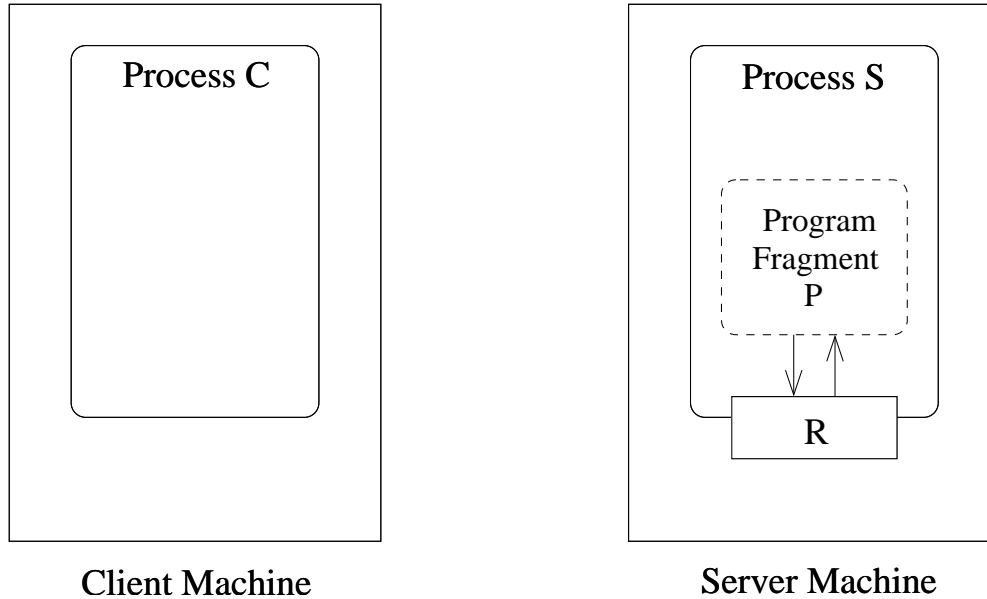 Process C
Process S
Program
Fragment
P
R
Client Machine
Server Machine